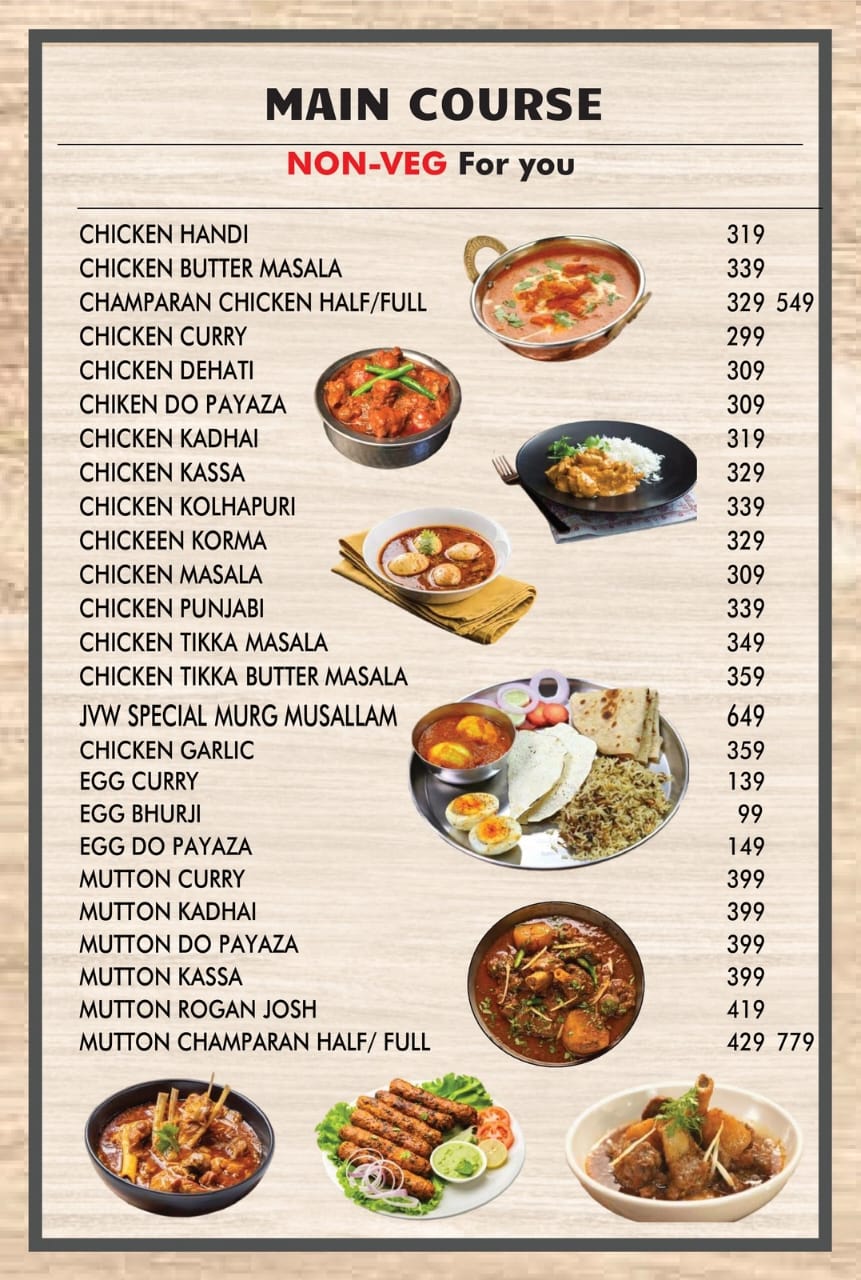 MAIN COURSE
NON-VEG For you
CHICKEN HANDI 319
CHICKEN BUTTER MASALA 339
CHAMPARAN CHICKEN HALF/FULL 329 549
CHICKEN CURRY 299
CHICKEN DEHATI 309
CHIKEN DO PAYAZA 309
CHICKEN KADHAI 319
CHICKEN KASSA 329
CHICKEN KOLHAPURI 339
CHICKEEN KORMA 329
CHICKEN MASALA 309
CHICKEN PUNJABI 339
CHICKEN TIKKA MASALA 349
CHICKEN TIKKA BUTTER MASALA 359
JVW SPECIAL MURG MUSALLAM 649
CHICKEN GARLIC 359
EGG CURRY 139
EGG BHURJI 99
EGG DO PAYAZA 149
MUTTON CURRY 399
MUTTON KADHAI 399
MUTTON DO PAYAZA 399
MUTTON KASSA 399
MUTTON ROGAN JOSH 419
MUTTON CHAMPARAN HALF/ FULL 429 779